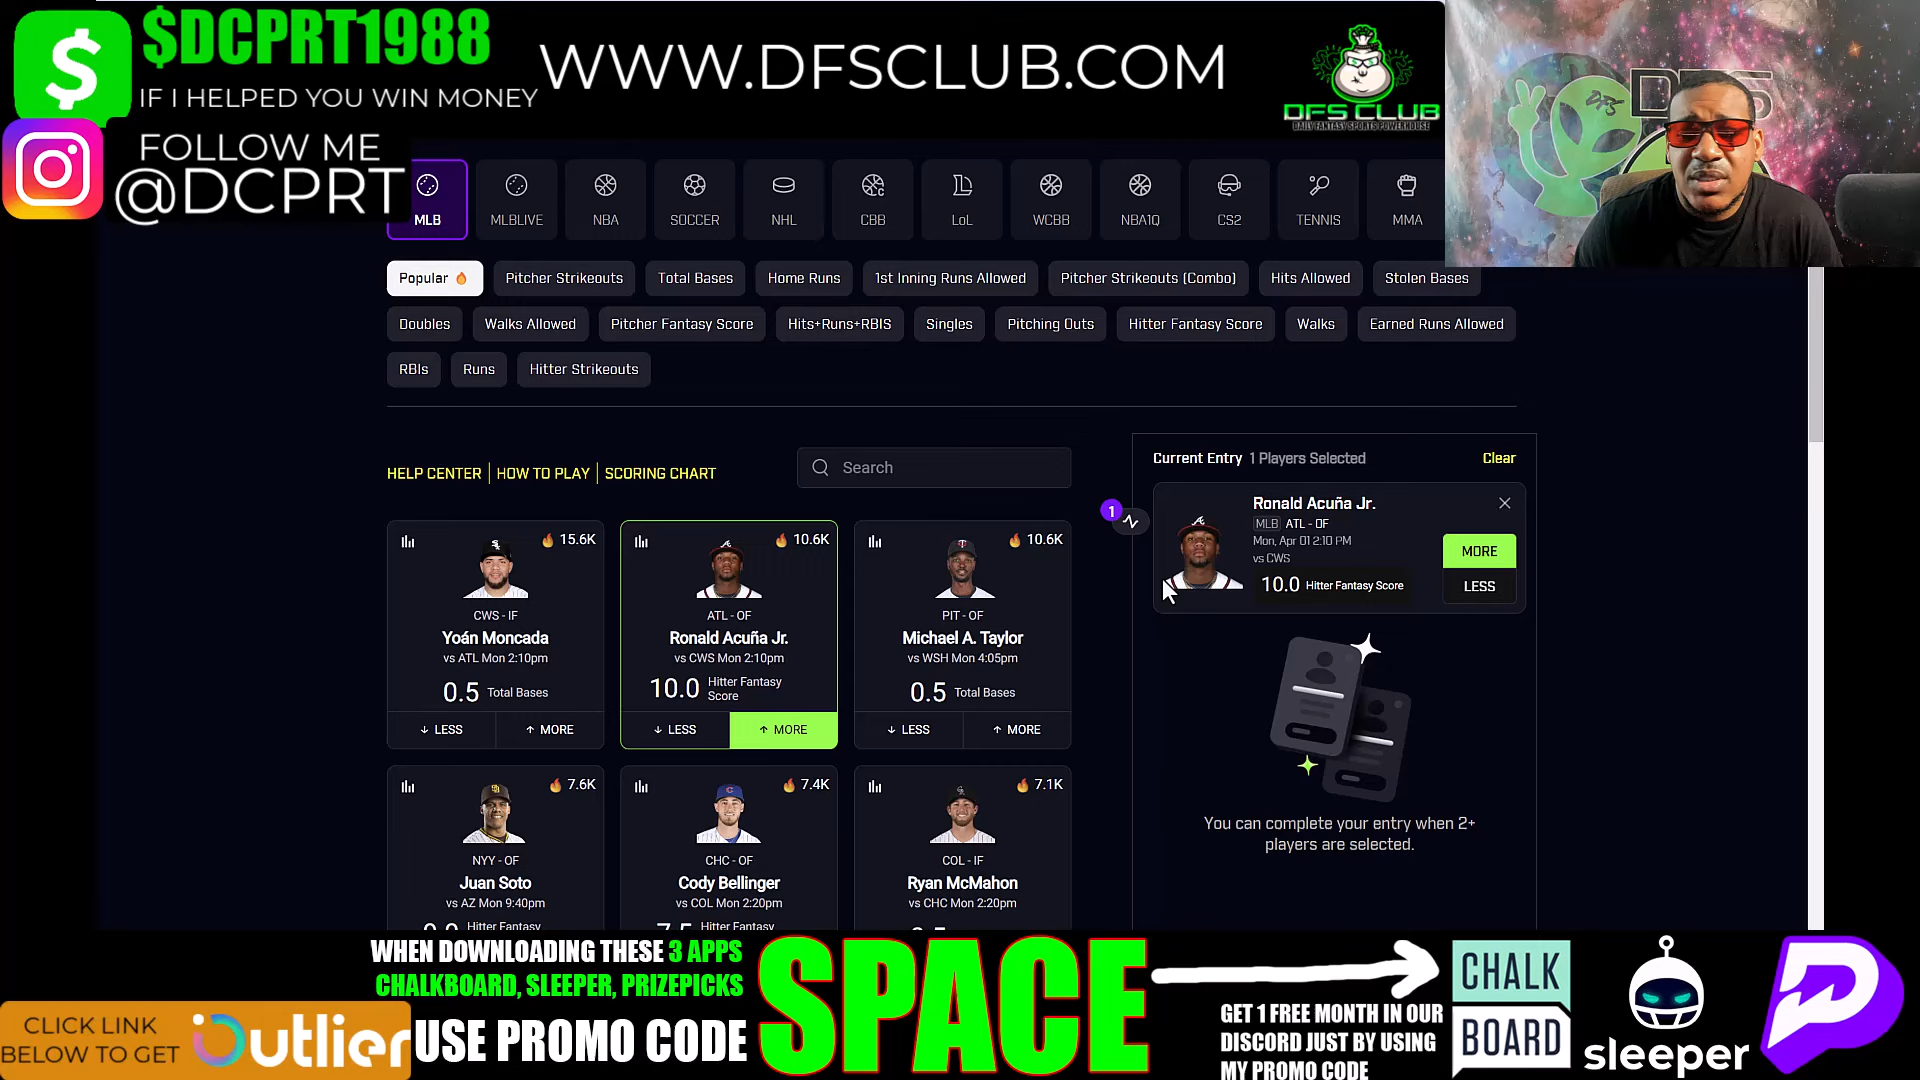 $DCPRT1988
IF I HELPED YOU WIN MONEY
WWW.DFSCLUB.COM
DFS CLUB
DAILY FANTASY SPORTS POWERHOUSE
FOLLOW ME
@DCPRT
MLB
MLBLIVE
NBA
SOCCER
NHL
CBB
LoL
WCBB
NBA1Q
CS2
TENNIS
MMA
Popular
Pitcher Strikeouts
Total Bases
Home Runs
1st Inning Runs Allowed
Pitcher Strikeouts (Combo)
Hits Allowed
Stolen Bases
Doubles
Walks Allowed
Pitcher Fantasy Score
Hits+Runs+RBIS
Singles
Pitching Outs
Hitter Fantasy Score
Walks
Earned Runs Allowed
RBIs
Runs
Hitter Strikeouts
HELP CENTER
HOW TO PLAY
SCORING CHART
Search
Current Entry 1 Players Selected
Clear
1
Ronald Acuña Jr.
MLB ATL - OF
Mon, Apr 01 2:10 PM
vs CWS
10.0 Hitter Fantasy Score
MORE
LESS
You can complete your entry when 2+
players are selected.
15.6K
CWS - IF
Yoán Moncada
vs ATL Mon 2:10pm
0.5 Total Bases
LESS
MORE
10.6K
ATL - OF
Ronald Acuña Jr.
vs CWS Mon 2:10pm
10.0 Hitter Fantasy
Score
LESS
MORE
10.6K
PIT - OF
Michael A. Taylor
vs WSH Mon 4:05pm
0.5 Total Bases
LESS
MORE
7.6K
NYY - OF
Juan Soto
vs AZ Mon 9:40pm
Hitter Fantasy
7.4K
CHC - OF
Cody Bellinger
vs COL Mon 2:20pm
7.5 Hitter Fantasy
7.1K
COL - IF
Ryan McMahon
vs CHC Mon 2:20pm
WHEN DOWNLOADING THESE 3 APPS
CHALKBOARD, SLEEPER, PRIZEPICKS
USE PROMO CODE
SPACE
CLICK LINK
BELOW TO GET
Outlier
GET 1 FREE MONTH IN OUR
DISCORD JUST BY USING
MY PROMO CODE
CHALK
BOARD
sleeper